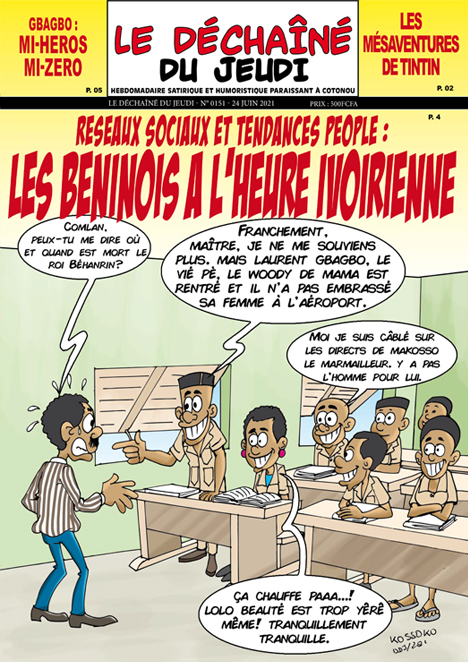 GBAGBO :
MI-HEROS
MI-ZERO
P. 05
LE DÉCHAÎNÉ
DU JEUDI
HEBDOMADAIRE SATIRIQUE ET HUMORISTIQUE PARAISSANT À COTONOU
LES
MÉSAVENTURES
DE TINTIN
P. 02
LE DÉCHAÎNÉ DU JEUDI - N° 0151 - 24 JUIN 2021
PRIX : 300FCFA
P. 4
RESEAUX SOCIAUX ET TENDANCES PEOPLE :
LES BENINOIS A L'HEURE IVOIRIENNE
COMLAN,
PEUX-TU ME DIRE OÙ
ET QUAND EST MORT LE
ROI BÉHANRIN?
FRANCHEMENT,
MAÎTRE, JE NE ME SOUVIENS
PLUS. MAIS LAURENT GBAGBO, LE
VIÉ PÈ, LE WOODY DE MAMA EST
RENTRÉ ET IL N'A PAS EMBRASSÉ
SA FEMME À L'AÉROPORT.
MOI JE SUIS CÂBLÉ SUR
LES DIRECTS DE MAKOSSO
LE MARMAILLEUR. Y A PAS
L'HOMME POUR LUI.
ÇA CHAUFFE PAAA...!
LOLO BEAUTÉ EST TROP YÊRÊ
MÊME! TRANQUILLEMENT
TRANQUILLE.
KOSSOKO